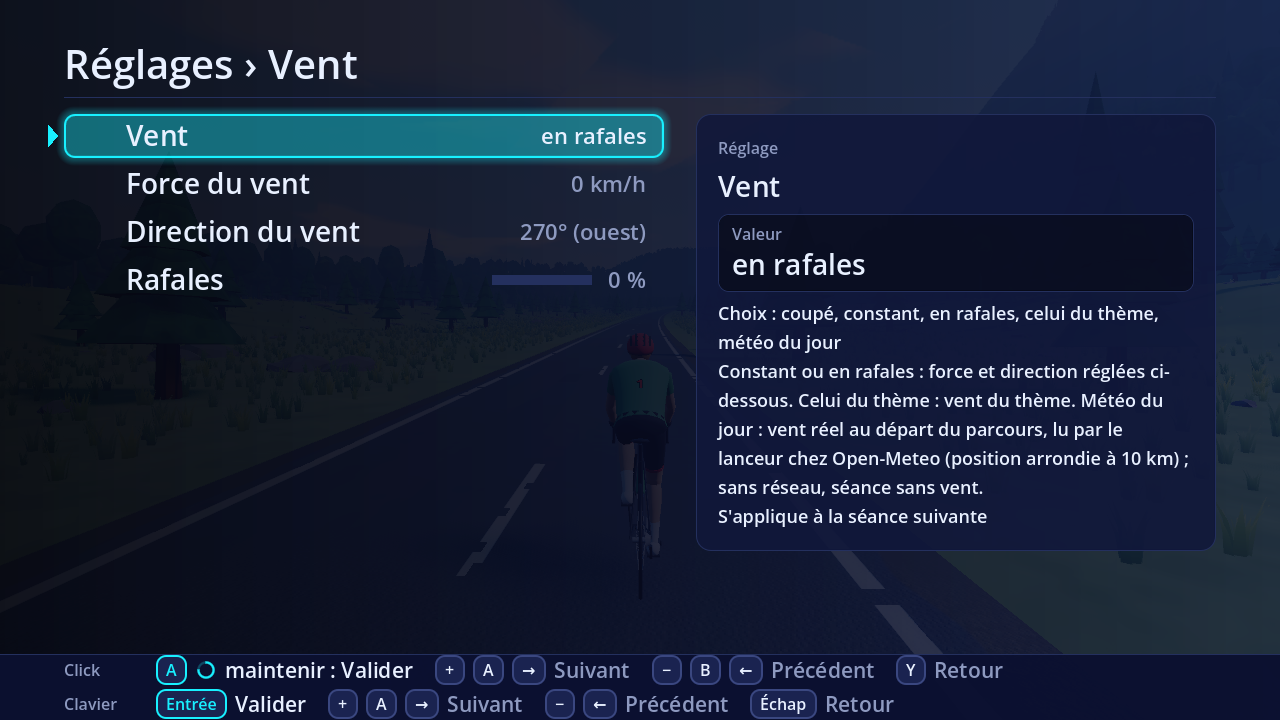 Réglages › Vent
Vent en rafales
Force du vent 0 km/h
Direction du vent 270° (ouest)
Rafales 0 %
Réglage
Vent
Valeur
en rafales
Choix : coupé, constant, en rafales, celui du thème,
météo du jour
Constant ou en rafales : force et direction réglées ci-
dessous. Celui du thème : vent du thème. Météo du
jour : vent réel au départ du parcours, lu par le
lanceur chez Open-Meteo (position arrondie à 10 km) ;
sans réseau, séance sans vent.
S'applique à la séance suivante
Click A maintenir : Valider + A → Suivant − B ← Précédent Y Retour
Clavier Entrée Valider + A → Suivant − ← Précédent Échap Retour